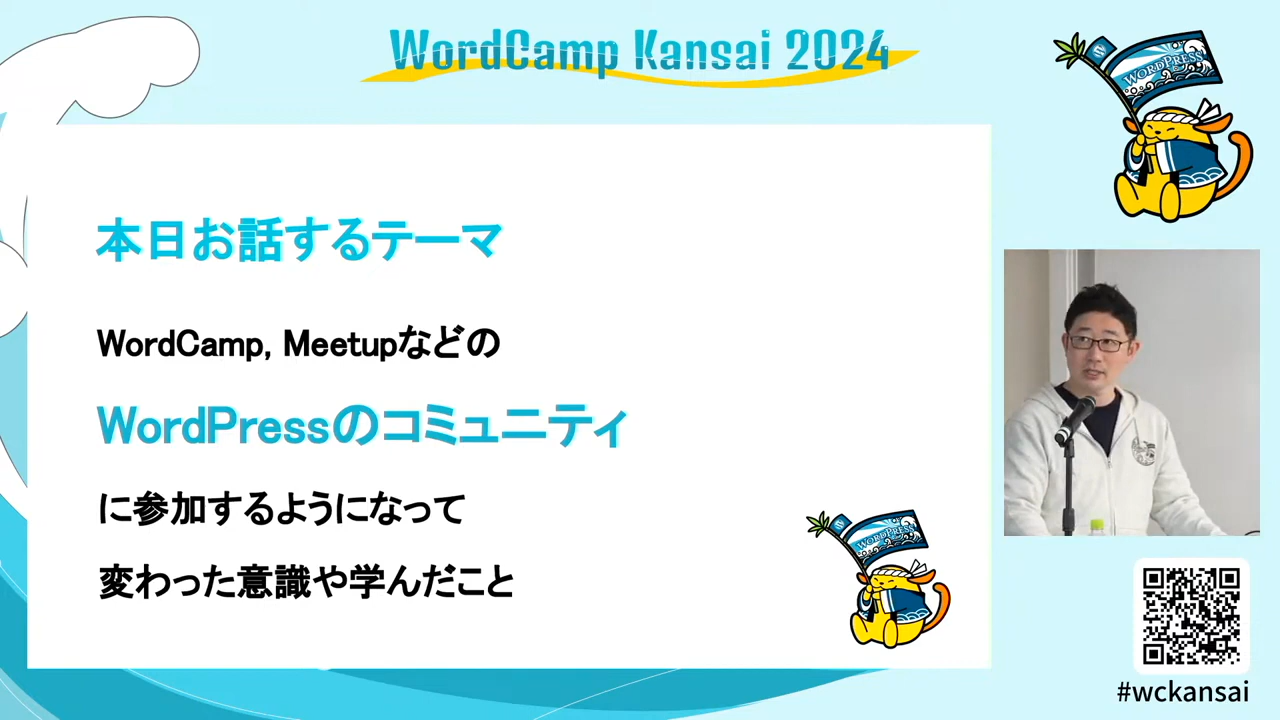 WordCamp Kansai 2024
WORDPRESS
本日お話するテーマ
WordCamp, Meetupなどの
WordPressのコミュニティ
に参加するようになって
変わった意識や学んだこと
WORDPRESS
#wckansai